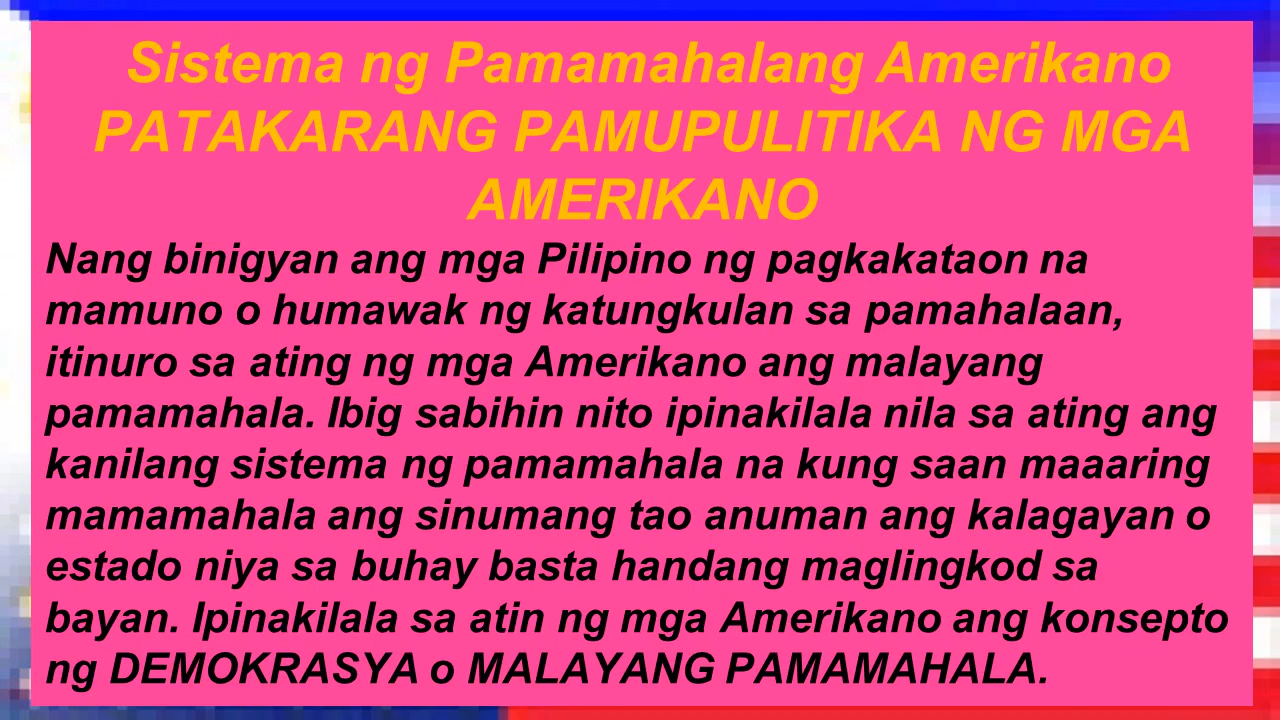 Sistema ng Pamamahalang Amerikano
PATAKARANG PAMUPULITIKA NG MGA
AMERIKANO
Nang binigyan ang mga Pilipino ng pagkakataon na
mamuno o humawak ng katungkulan sa pamahalaan,
itinuro sa ating ng mga Amerikano ang malayang
pamamahala. Ibig sabihin nito ipinakilala nila sa ating ang
kanilang sistema ng pamamahala na kung saan maaaring
mamamahala ang sinumang tao anuman ang kalagayan o
estado niya sa buhay basta handang maglingkod sa
bayan. Ipinakilala sa atin ng mga Amerikano ang konsepto
ng DEMOKRASYA o MALAYANG PAMAMAHALA.